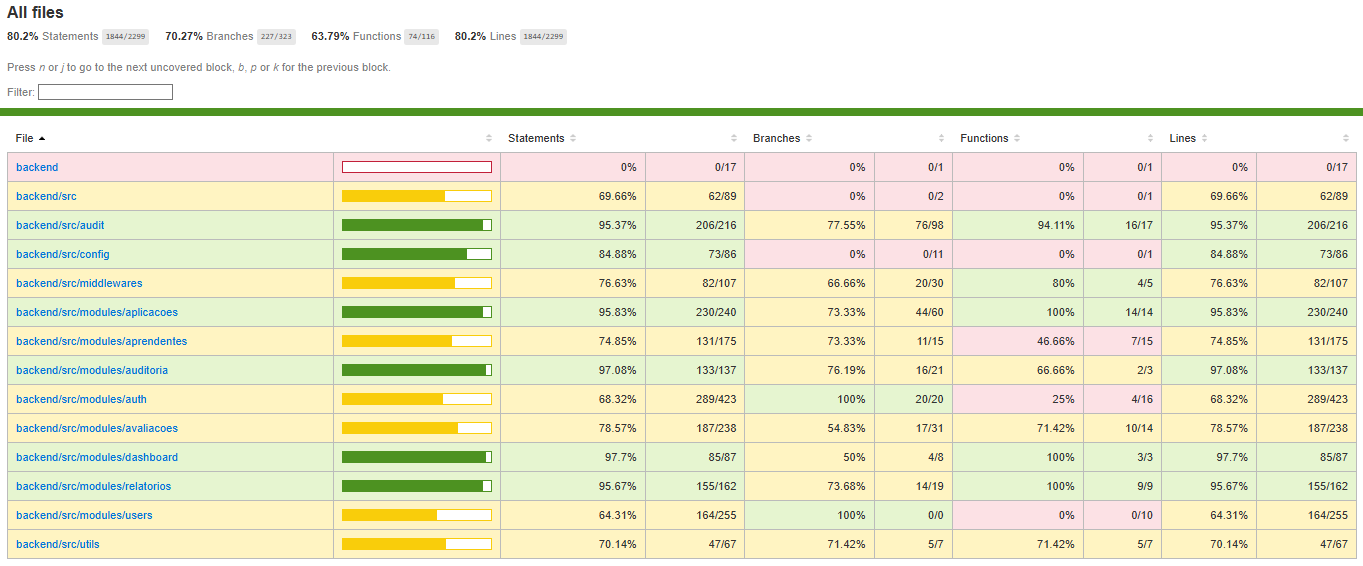 All files
80.2% Statements 1844/2299 70.27% Branches 227/323 63.79% Functions 74/116 80.2% Lines 1844/2299
Press n or j to go to the next uncovered block, b, p or k for the previous block.
Filter:
File Statements Branches Functions Lines
backend 0% 0/17 0% 0/1 0% 0/1 0% 0/17
backend/src 69.66% 62/89 0% 0/2 0% 0/1 69.66% 62/89
backend/src/audit 95.37% 206/216 77.55% 76/98 94.11% 16/17 95.37% 206/216
backend/src/config 84.88% 73/86 0% 0/11 0% 0/1 84.88% 73/86
backend/src/middlewares 76.63% 82/107 66.66% 20/30 80% 4/5 76.63% 82/107
backend/src/modules/aplicacoes 95.83% 230/240 73.33% 44/60 100% 14/14 95.83% 230/240
backend/src/modules/aprendentes 74.85% 131/175 73.33% 11/15 46.66% 7/15 74.85% 131/175
backend/src/modules/auditoria 97.08% 133/137 76.19% 16/21 66.66% 2/3 97.08% 133/137
backend/src/modules/auth 68.32% 289/423 100% 20/20 25% 4/16 68.32% 289/423
backend/src/modules/avaliacoes 78.57% 187/238 54.83% 17/31 71.42% 10/14 78.57% 187/238
backend/src/modules/dashboard 97.7% 85/87 50% 4/8 100% 3/3 97.7% 85/87
backend/src/modules/relatorios 95.67% 155/162 73.68% 14/19 100% 9/9 95.67% 155/162
backend/src/modules/users 64.31% 164/255 100% 0/0 0% 0/10 64.31% 164/255
backend/src/utils 70.14% 47/67 71.42% 5/7 71.42% 5/7 70.14% 47/67